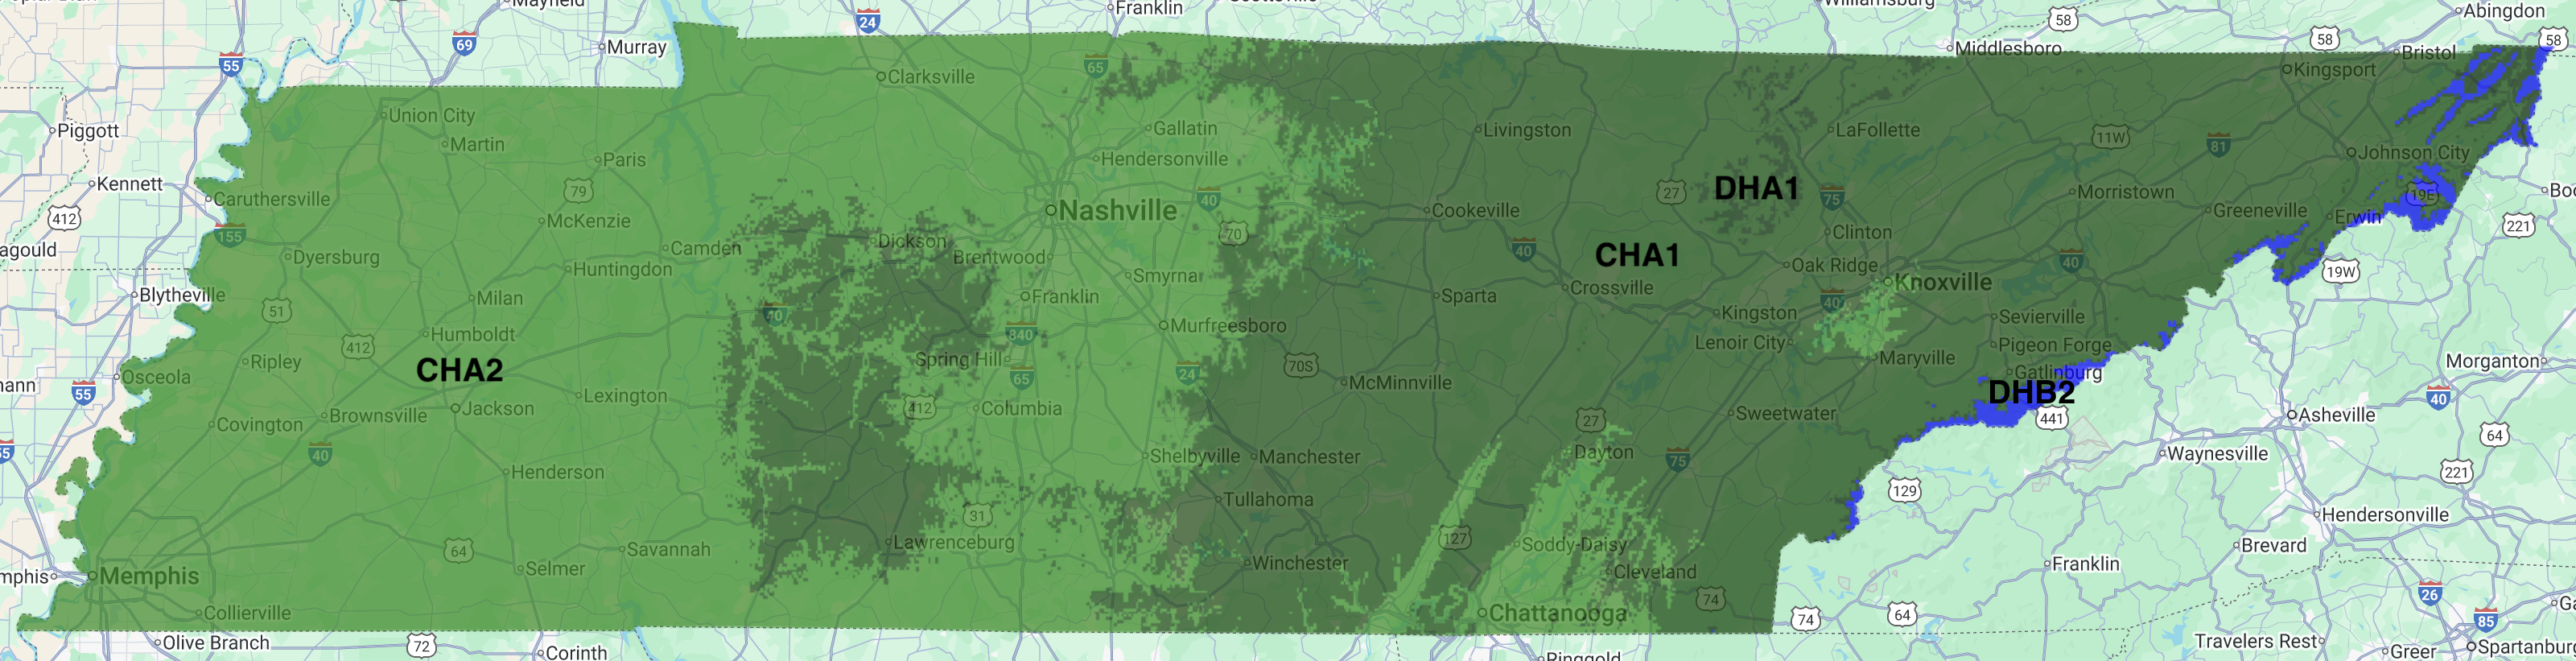 Mayfield
Franklin
24
Williamsburg
58
Abingdon
69
Murray
Middlesboro
58
58
55
65
Bristol
Clarksville
Kingsport
Union City
Piggott
Gallatin
Livingston
LaFollette
11W
81
Martin
Johnson City
Paris
Hendersonville
Kennett
79
40
27
DHA1
75
Morristown
19E
Caruthersville
412
McKenzie
Nashville
Cookeville
Greeneville
Erwin
221
155
70
Clinton
agould
Camden
Dickson
40
CHA1
Dyersburg
Brentwood
Oak Ridge
40
19W
Huntingdon
Smyrna
Knoxville
Blytheville
Milan
Franklin
Sparta
Crossville
51
40
40
Kingston
Sevierville
Humboldt
840
Murfreesboro
412
Lenoir City
Pigeon Forge
Ripley
Spring Hill
70S
Maryville
Morganton
CHA2
Osceola
65
24
McMinnville
Gatlinburg
55
DHB2
40
Lexington
Jackson
412
Columbia
Sweetwater
441
Asheville
Brownsville
Covington
27
64
40
Shelbyville
Manchester
Dayton
75
Waynesville
55
Henderson
221
Tullahoma
129
31
Hendersonville
127
Lawrenceburg
64
Savannah
Soddy-Daisy
Brevard
Selmer
Winchester
Cleveland
Franklin
mphis
Memphis
74
26
Collierville
Chattanooga
74
64
85
Olive Branch
72
Corinth
Travelers Rest
Greer
Spartanbu
Ringgold